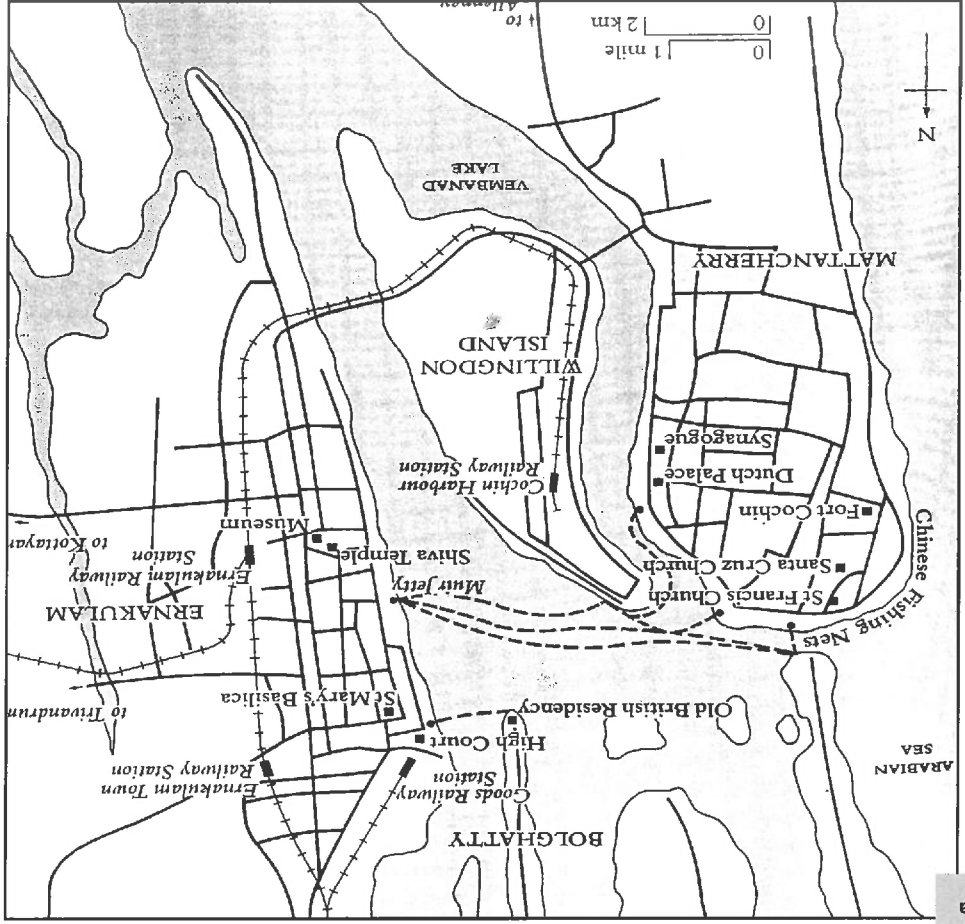 BOLGHATTY
Goods Railway
Station
Ernakulam Town
Railway Station
ARABIAN
SEA
High Court
Old British Residency
St Mary's Basilica
to Trivandrun
Chinese Fishing Nets
St Francis Church
Santa Cruz Church
Fort Cochin
Dutch Palace
Synagogue
MATTANCHERRY
Muir Jetty
Shiva Temple
Museum
ERNAKULAM
Ernakulam Railway
Station
to Kottayar
Cochin Harbour
Railway Station
WILLINGDON
ISLAND
VEMBANAD
LAKE
N
0 1 mile
0 2 km
to